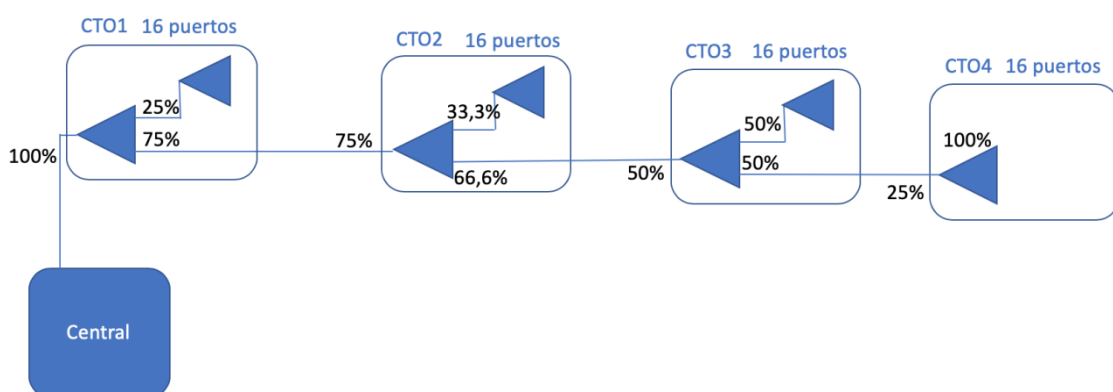 CTO1 16 puertos
CTO2 16 puertos
CTO3 16 puertos
CTO4 16 puertos
25%
75%
100%
33,3%
75%
66,6%
50%
50%
50%
100%
25%
Central